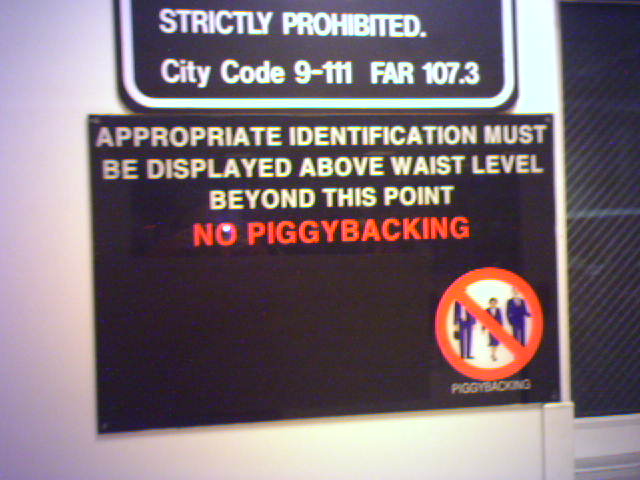 STRICTLY PROHIBITED.
City Code 9-111 FAR 107.3
APPROPRIATE IDENTIFICATION MUST
BE DISPLAYED ABOVE WAIST LEVEL
BEYOND THIS POINT
NO PIGGYBACKING
PIGGYBACKING